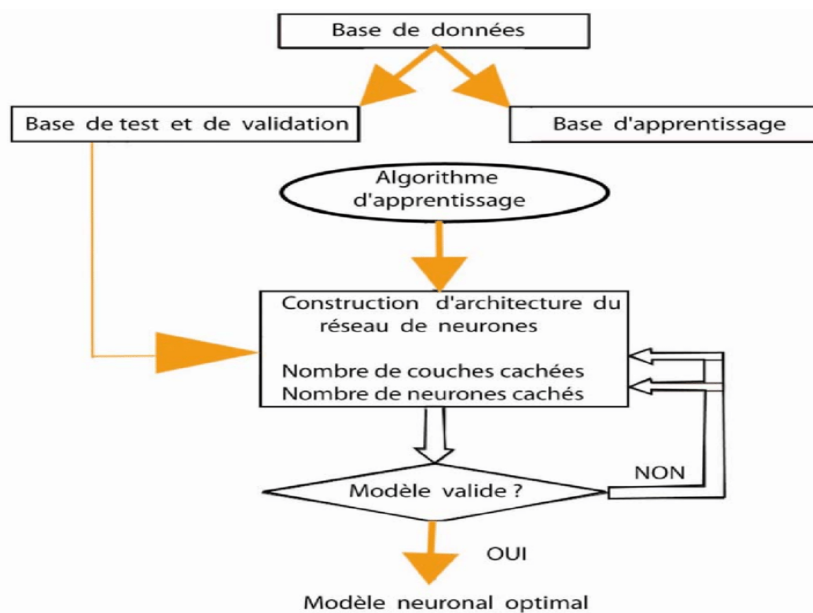 Base de données
Base de test et de validation
Base d'apprentissage
Algorithme
d'apprentissage
Construction d'architecture du
réseau de neurones
Nombre de couches cachées
Nombre de neurones cachés
Modèle valide ?
NON
OUI
Modèle neuronal optimal